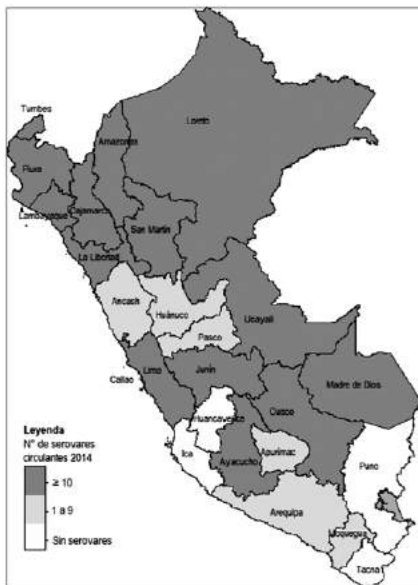 Tumbes
Loreto
Amazonas
Piura
Lambayeque
Cajamarca
San Martín
La Libertad
Ancash
Huánuco
Ucayali
Pasco
Lima
Junín
Callao
Madre de Dios
Huancavelica
Cusco
Ica
Ayacucho
Apurímac
Puno
Arequipa
Moquegua
Tacna
Leyenda
N° de serovares
circulantes 2014
≥ 10
1 a 9
Sin serovares